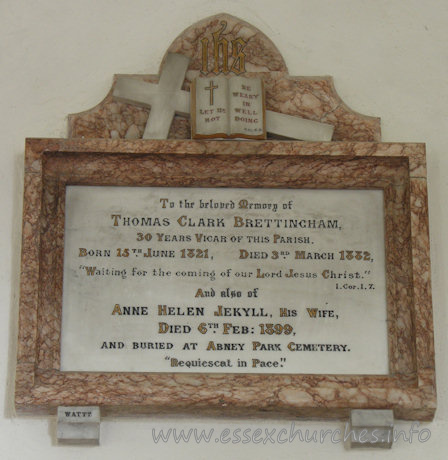 ihs
LET US
NOT
BE
WEARY
IN
WELL
DOING
To the beloved Memory of
THOMAS CLARK BRETTINGHAM,
30 YEARS VICAR OF THIS PARISH.
BORN 15TH JUNE 1821, DIED 3RD MARCH 1882,
"Waiting for the coming of our Lord Jesus Christ."
1.Cor.1.7.
And also of
ANNE HELEN JEKYLL, HIS WIFE,
DIED 6TH FEB: 1899,
AND BURIED AT ABNEY PARK CEMETERY.
"Requiescat in Pace."
WATTT
www.essexchurches.info